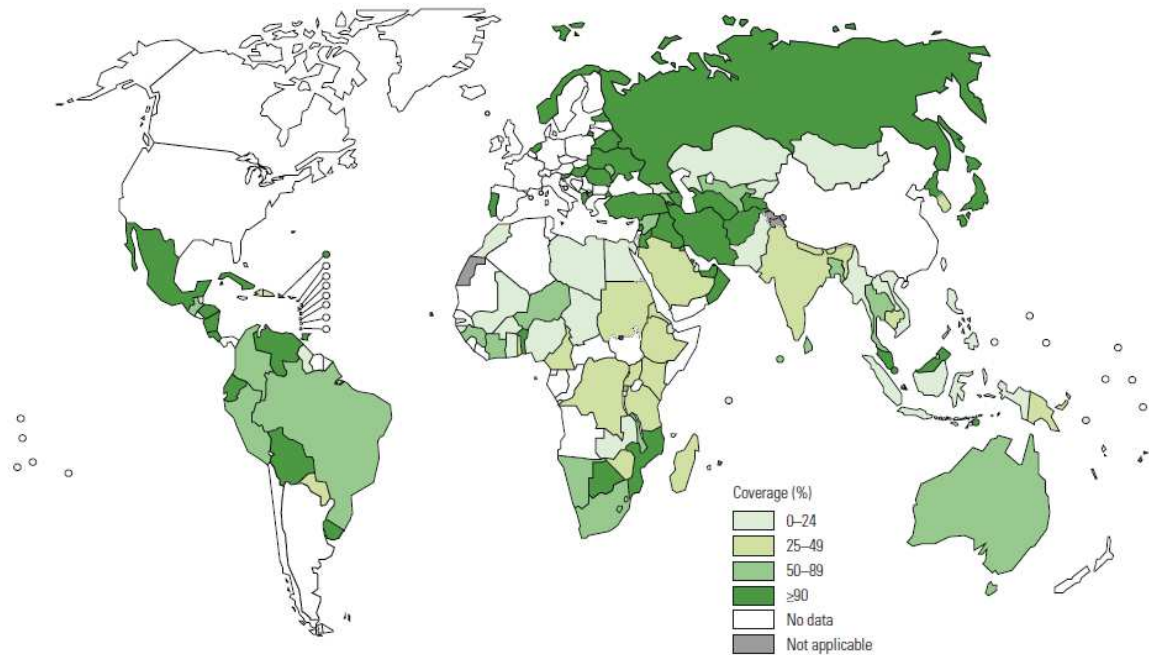 Coverage (%)
0–24
25–49
50–89
≥90
No data
Not applicable